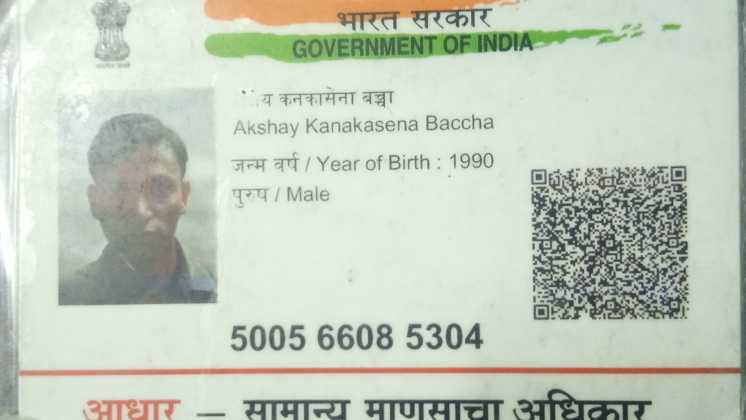 भारत सरकार
GOVERNMENT OF INDIA
कनकासेना बच्चा
Akshay Kanakasena Baccha
जन्म वर्ष / Year of Birth : 1990
पुरुष / Male
5005 6608 5304
आधार – सामान्य माणसाचा अधिकार